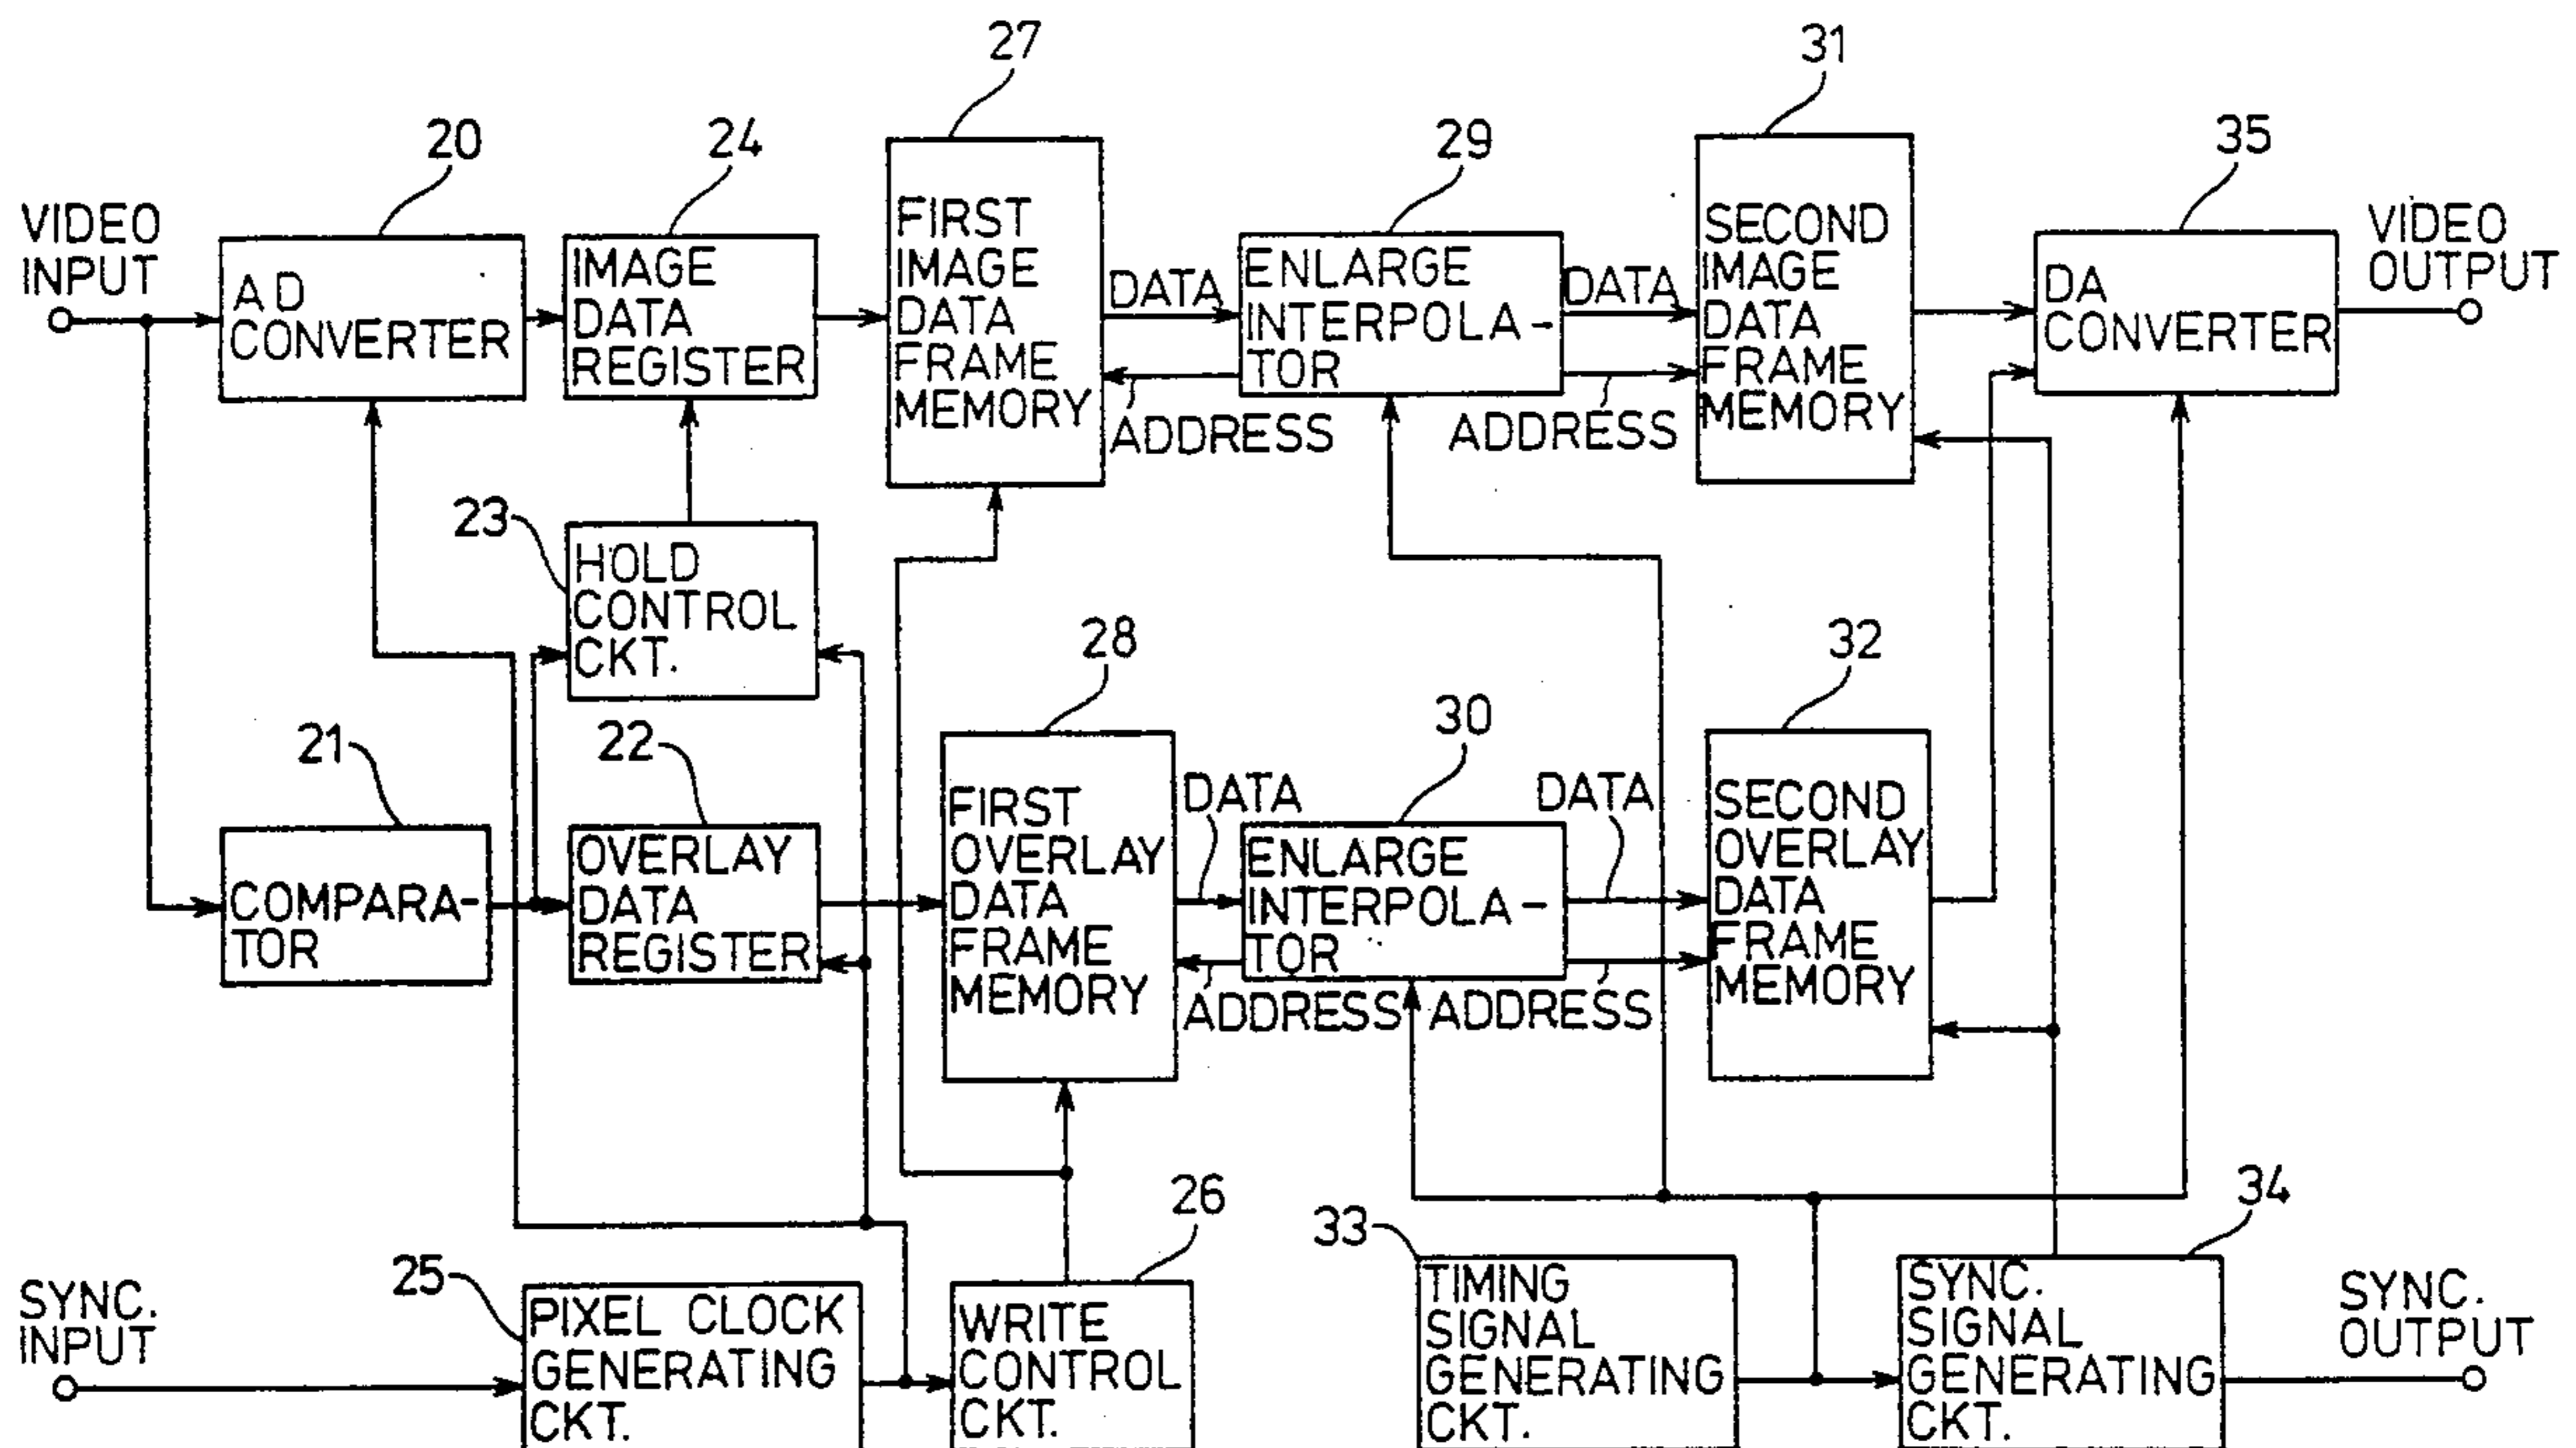 27
31
20
24
29
35
VIDEO
INPUT
A D
CONVERTER
IMAGE
DATA
REGISTER
FIRST
IMAGE
DATA
FRAME
MEMORY
DATA
ADDRESS
ENLARGE
INTERPOLA-
TOR
DATA
ADDRESS
SECOND
IMAGE
DATA
FRAME
MEMORY
DA
CONVERTER
VIDEO
OUTPUT
23
HOLD
CONTROL
CKT.
28
32
21
22
30
COMPARA-
TOR
OVERLAY
DATA
REGISTER
FIRST
OVERLAY
DATA
FRAME
MEMORY
DATA
ADDRESS
ENLARGE
INTERPOLA-
TOR
DATA
ADDRESS
SECOND
OVERLAY
DATA
FRAME
MEMORY
25
26
33
34
SYNC.
INPUT
PIXEL CLOCK
GENERATING
CKT.
WRITE
CONTROL
CKT.
TIMING
SIGNAL
GENERATING
CKT.
SYNC.
SIGNAL
GENERATING
CKT.
SYNC.
OUTPUT